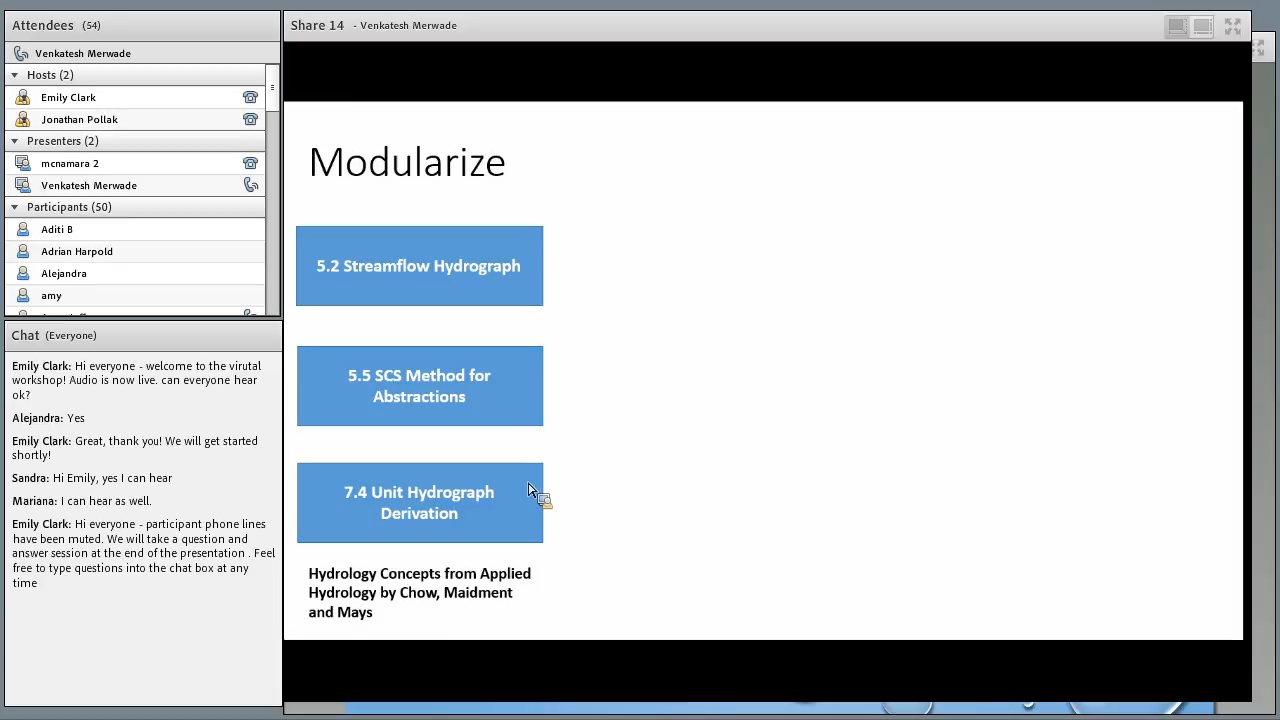 Attendees (54)
Venkatesh Merwade
Hosts (2)
Emily Clark
Jonathan Pollak
Presenters (2)
mcnamara 2
Venkatesh Merwade
Participants (50)
Aditi B
Adrian Harpold
Alejandra
amy
Chat (Everyone)
Emily Clark: Hi everyone - welcome to the virutal
workshop! Audio is now live. can everyone hear
ok?
Alejandra: Yes
Emily Clark: Great, thank you! We will get started
shortly!
Sandra: Hi Emily, yes I can hear
Mariana: I can hear as well.
Emily Clark: Hi everyone - participant phone lines
have been muted. We will take a question and
answer session at the end of the presentation . Feel
free to type questions into the chat box at any
time
Share 14 - Venkatesh Merwade
Modularize
5.2 Streamflow Hydrograph
5.5 SCS Method for
Abstractions
7.4 Unit Hydrograph
Derivation
Hydrology Concepts from Applied
Hydrology by Chow, Maidment
and Mays